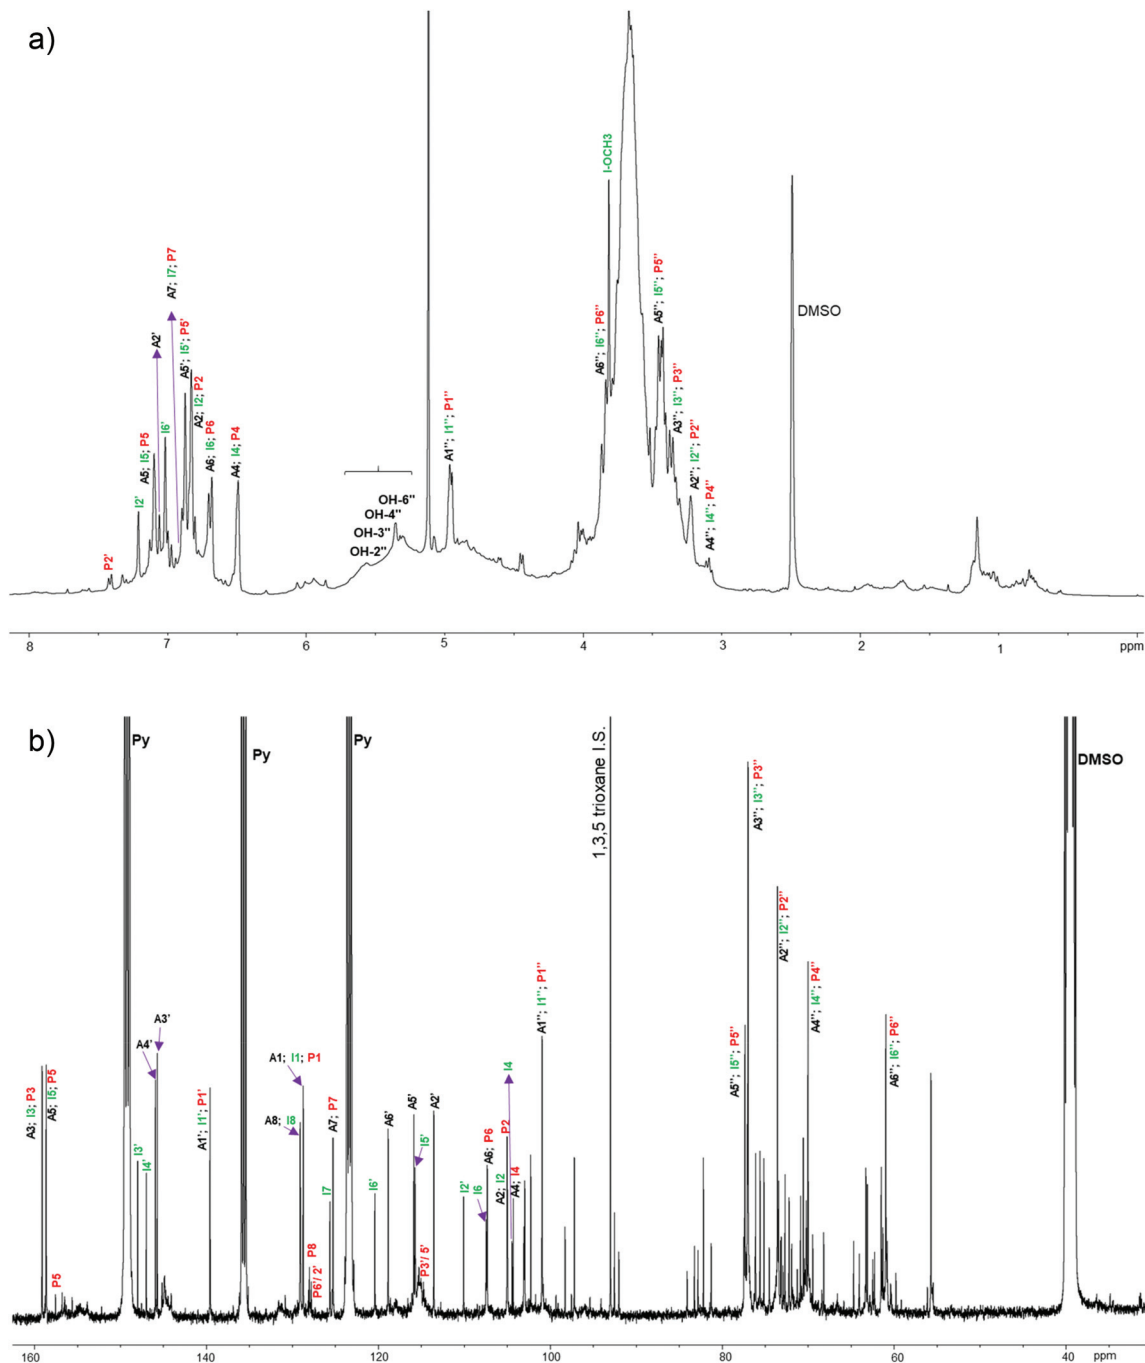 a)
I-OCH3
A7; I7; P7
A2'
A5'; I5'; P5'
A5; I5; P5
I6'
A2; I2; P2
A6; I6; P6
A4; I4; P4
I2'
P2'
OH-6"
OH-4"
OH-3"
OH-2"
A1"; I1"; P1"
A6"; I6"; P6"
A5"; I5"; P5"
A3"; I3"; P3"
A2"; I2"; P2"
A4"; I4"; P4"
DMSO
8 7 6 5 4 3 2 1 ppm
b)
Py
Py
Py
1,3,5 trioxane I.S.
DMSO
A3; I3; P3
A5; I5; P5
P5
I3'
I4'
A4'
A3'
A1'; I1'; P1'
A1; I1; P1
A8; I8
I7
A7; P7
P8
P6'/ 2'
I6'
A6'
A5'
I5'
P3'/ 5'
A2'
I2'
I6
A6; P6
A2; I2
P2
I4
A4; I4
A1"; I1"; P1"
A5"; I5"; P5"
A3"; I3"; P3"
A2"; I2"; P2"
A4"; I4"; P4"
A6"; I6"; P6"
160 140 120 100 80 60 40 ppm